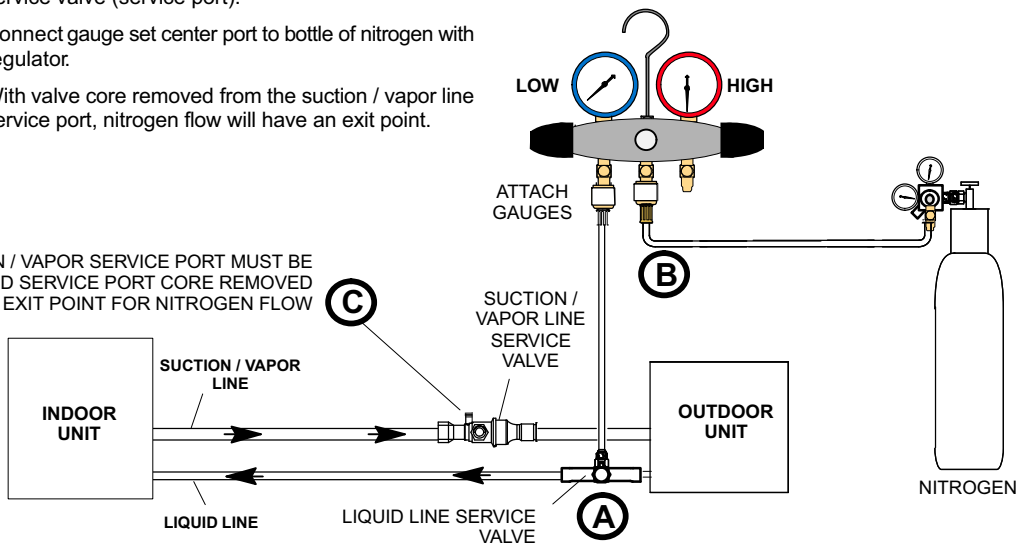 ervice valve (service port).
onnect gauge set center port to bottle of nitrogen with
egulator.
ith valve core removed from the suction / vapor line
ervice port, nitrogen flow will have an exit point.
LOW
HIGH
ATTACH
GAUGES
B
N / VAPOR SERVICE PORT MUST BE
D SERVICE PORT CORE REMOVED
EXIT POINT FOR NITROGEN FLOW
C
SUCTION /
VAPOR LINE
SERVICE
VALVE
SUCTION / VAPOR
LINE
INDOOR
UNIT
OUTDOOR
UNIT
NITROGEN
LIQUID LINE
LIQUID LINE SERVICE
VALVE
A